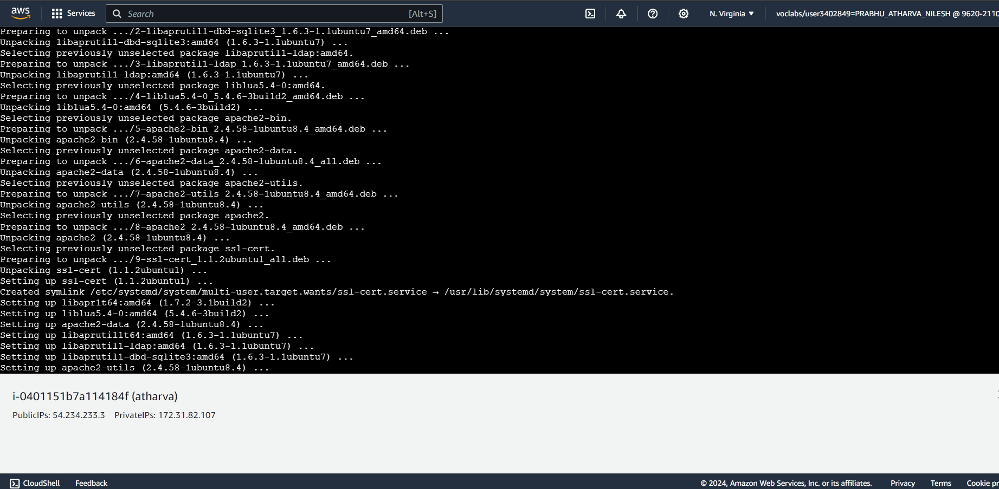 aws Services Search [Alt+S] N. Virginia voclabs/user3402849=PRABHU_ATHARVA_NILESH @ 9620-2110
Preparing to unpack .../2-libaprutil1-dbd-sqlite3_1.6.3-1.1ubuntu7_amd64.deb ...
Unpacking libaprutil1-dbd-sqlite3:amd64 (1.6.3-1.1ubuntu7) ...
Selecting previously unselected package libaprutil1-ldap:amd64.
Preparing to unpack .../3-libaprutil1-ldap_1.6.3-1.1ubuntu7_amd64.deb ...
Unpacking libaprutil1-ldap:amd64 (1.6.3-1.1ubuntu7) ...
Selecting previously unselected package liblua5.4-0:amd64.
Preparing to unpack .../4-liblua5.4-0_5.4.6-3build2_amd64.deb ...
Unpacking liblua5.4-0:amd64 (5.4.6-3build2) ...
Selecting previously unselected package apache2-bin.
Preparing to unpack .../5-apache2-bin_2.4.58-1ubuntu8.4_amd64.deb ...
Unpacking apache2-bin (2.4.58-1ubuntu8.4) ...
Selecting previously unselected package apache2-data.
Preparing to unpack .../6-apache2-data_2.4.58-1ubuntu8.4_all.deb ...
Unpacking apache2-data (2.4.58-1ubuntu8.4) ...
Selecting previously unselected package apache2-utils.
Preparing to unpack .../7-apache2-utils_2.4.58-1ubuntu8.4_amd64.deb ...
Unpacking apache2-utils (2.4.58-1ubuntu8.4) ...
Selecting previously unselected package apache2.
Preparing to unpack .../8-apache2_2.4.58-1ubuntu8.4_amd64.deb ...
Unpacking apache2 (2.4.58-1ubuntu8.4) ...
Selecting previously unselected package ssl-cert.
Preparing to unpack .../9-ssl-cert_1.1.2ubuntu1_all.deb ...
Unpacking ssl-cert (1.1.2ubuntu1) ...
Setting up ssl-cert (1.1.2ubuntu1) ...
Created symlink /etc/systemd/system/multi-user.target.wants/ssl-cert.service → /usr/lib/systemd/system/ssl-cert.service.
Setting up libapr1t64:amd64 (1.7.2-3.1build2) ...
Setting up liblua5.4-0:amd64 (5.4.6-3build2) ...
Setting up apache2-data (2.4.58-1ubuntu8.4) ...
Setting up libaprutil1t64:amd64 (1.6.3-1.1ubuntu7) ...
Setting up libaprutil1-ldap:amd64 (1.6.3-1.1ubuntu7) ...
Setting up libaprutil1-dbd-sqlite3:amd64 (1.6.3-1.1ubuntu7) ...
Setting up apache2-utils (2.4.58-1ubuntu8.4) ...
i-0401151b7a114184f (atharva)
PublicIPs: 54.234.233.3 PrivateIPs: 172.31.82.107
CloudShell Feedback © 2024, Amazon Web Services, Inc. or its affiliates. Privacy Terms Cookie pr